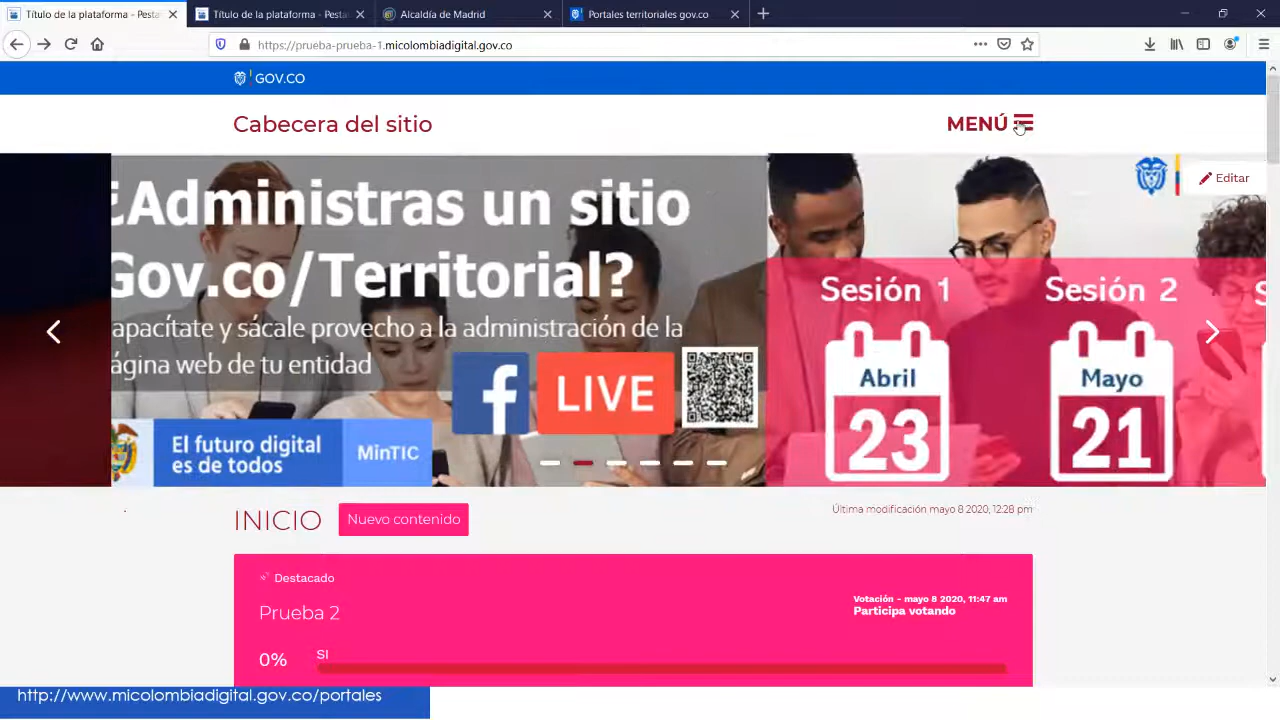 Título de la plataforma - Pesta
Título de la plataforma - Pesta
Alcaldía de Madrid
Portales territoriales gov.co
https://prueba-prueba-1.micolombiadigital.gov.co
GOV.CO
Cabecera del sitio
MENÚ
Editar
¿Administras un sitio
Gov.co/Territorial?
apacítate y sácale provecho a la administración de la
ágina web de tu entidad
LIVE
El futuro digital
es de todos
MinTIC
Sesión 1
Sesión 2
S
Abril
23
Mayo
21
INICIO
Nuevo contenido
Última modificación mayo 8 2020, 12:28 pm
Destacado
Prueba 2
Votación - mayo 8 2020, 11:47 am
Participa votando
0%
SI
http://www.micolombiadigital.gov.co/portales